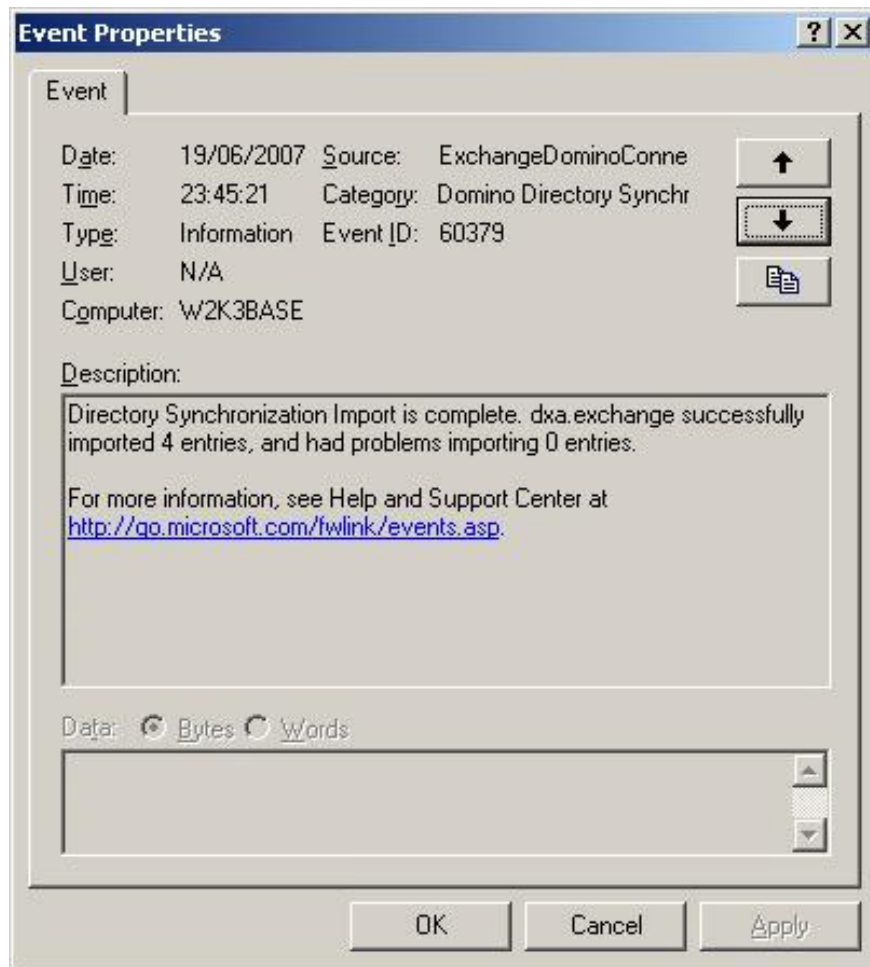 Event Properties
Event
Date: 19/06/2007 Source: ExchangeDominoConne
Time: 23:45:21 Category: Domino Directory Synchr
Type: Information Event ID: 60379
User: N/A
Computer: W2K3BASE
Description:
Directory Synchronization Import is complete. dxa.exchange successfully
imported 4 entries, and had problems importing 0 entries.
For more information, see Help and Support Center at
http://go.microsoft.com/fwlink/events.asp.
Data: Bytes Words
OK Cancel Apply